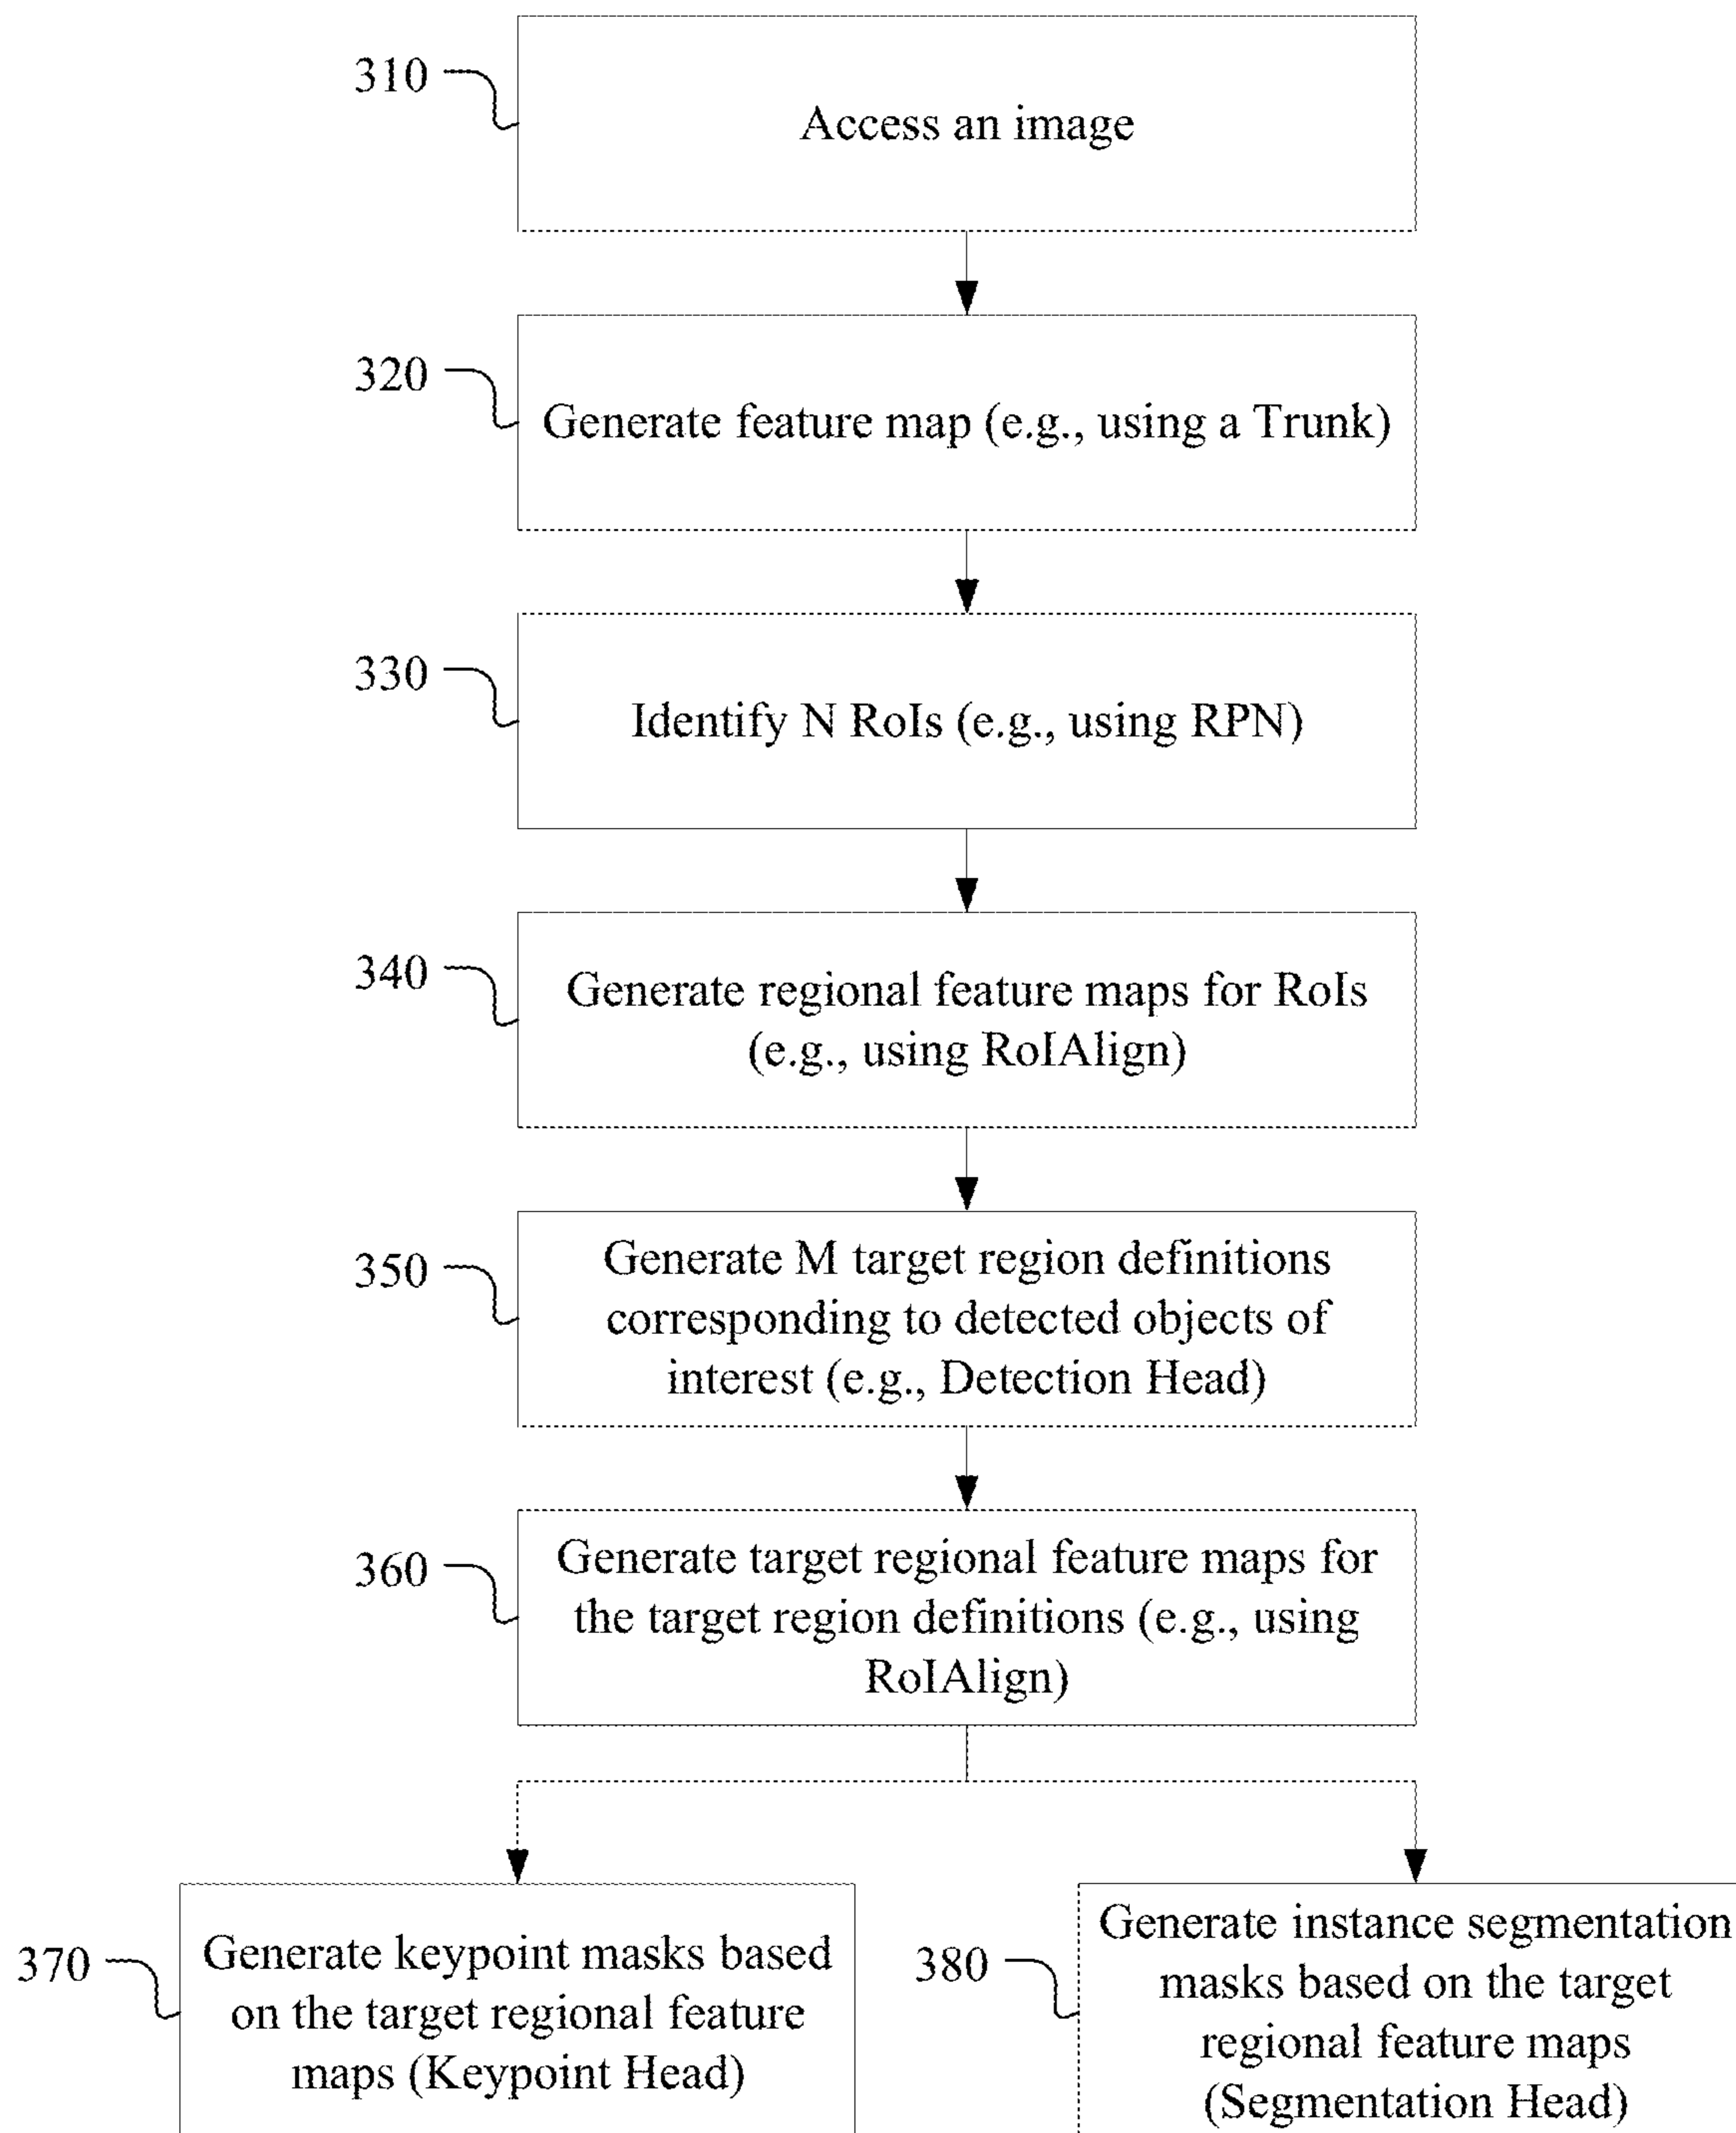 310
Access an image
320
Generate feature map (e.g., using a Trunk)
330
Identify N RoIs (e.g., using RPN)
340
Generate regional feature maps for RoIs
(e.g., using RoIAlign)
350
Generate M target region definitions
corresponding to detected objects of
interest (e.g., Detection Head)
360
Generate target regional feature maps for
the target region definitions (e.g., using
RoIAlign)
370
Generate keypoint masks based
on the target regional feature
maps (Keypoint Head)
380
Generate instance segmentation
masks based on the target
regional feature maps
(Segmentation Head)